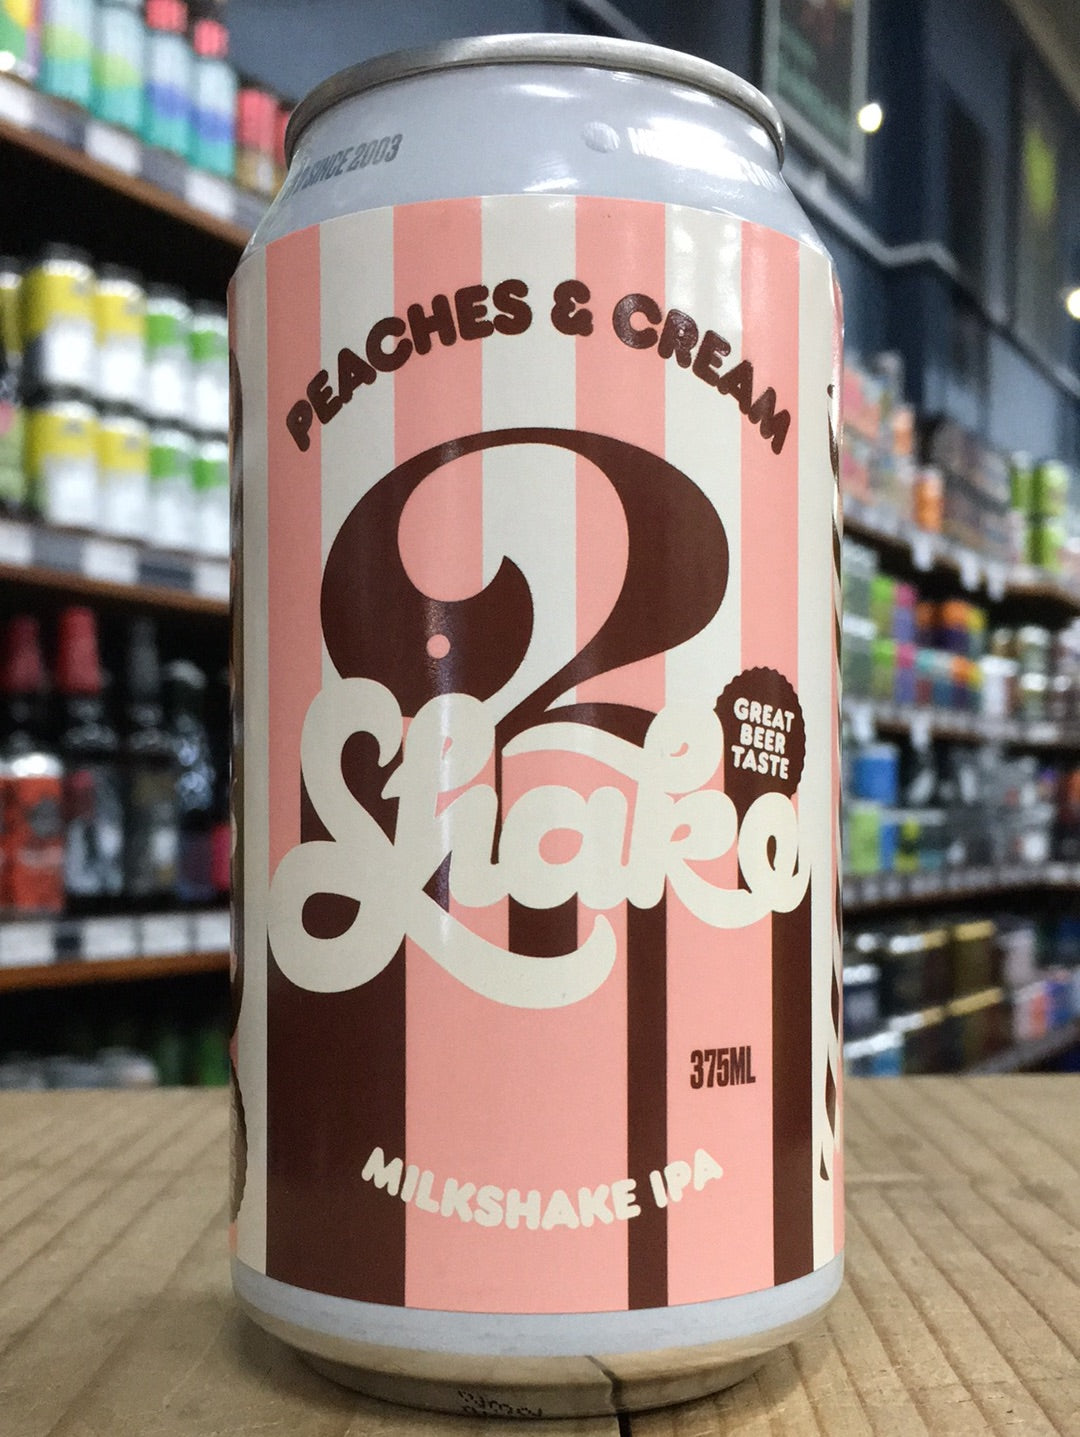 SINCE 2003
PEACHES & CREAM
2
Shake
GREAT
BEER
TASTE
375ML
MILKSHAKE IPA